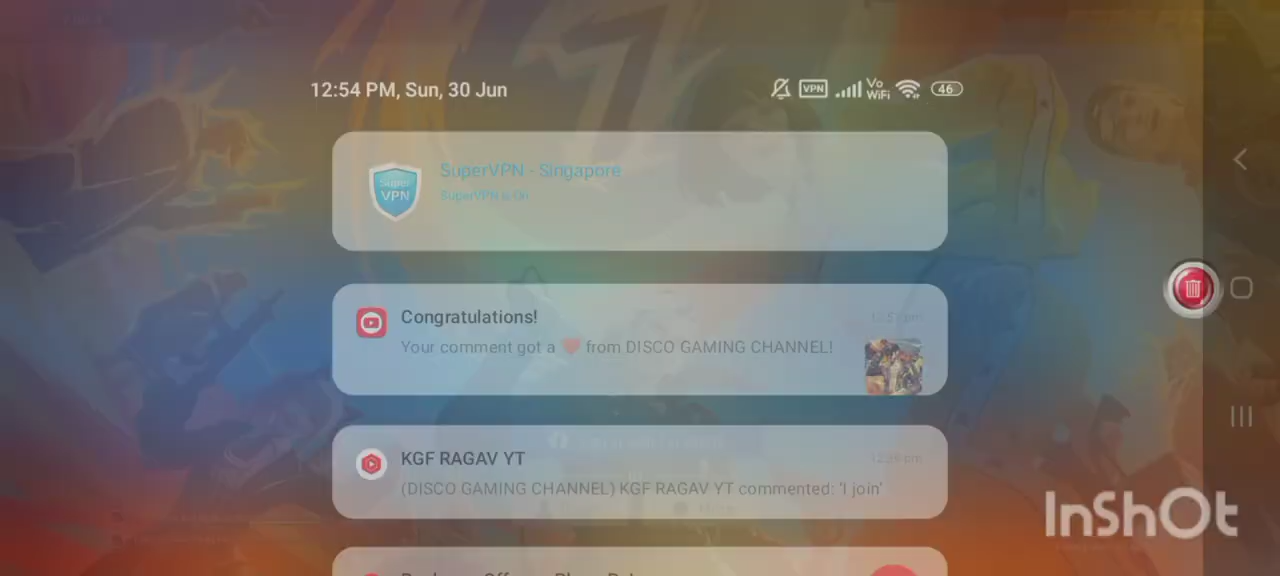 12:54 PM, Sun, 30 Jun
VPN
Vo
WiFi
46
Super
VPN
SuperVPN - Singapore
SuperVPN is On
Congratulations!
Your comment got a ❤️ from DISCO GAMING CHANNEL!
KGF RAGAV YT
(DISCO GAMING CHANNEL) KGF RAGAV YT commented: 'I join'
InShOt